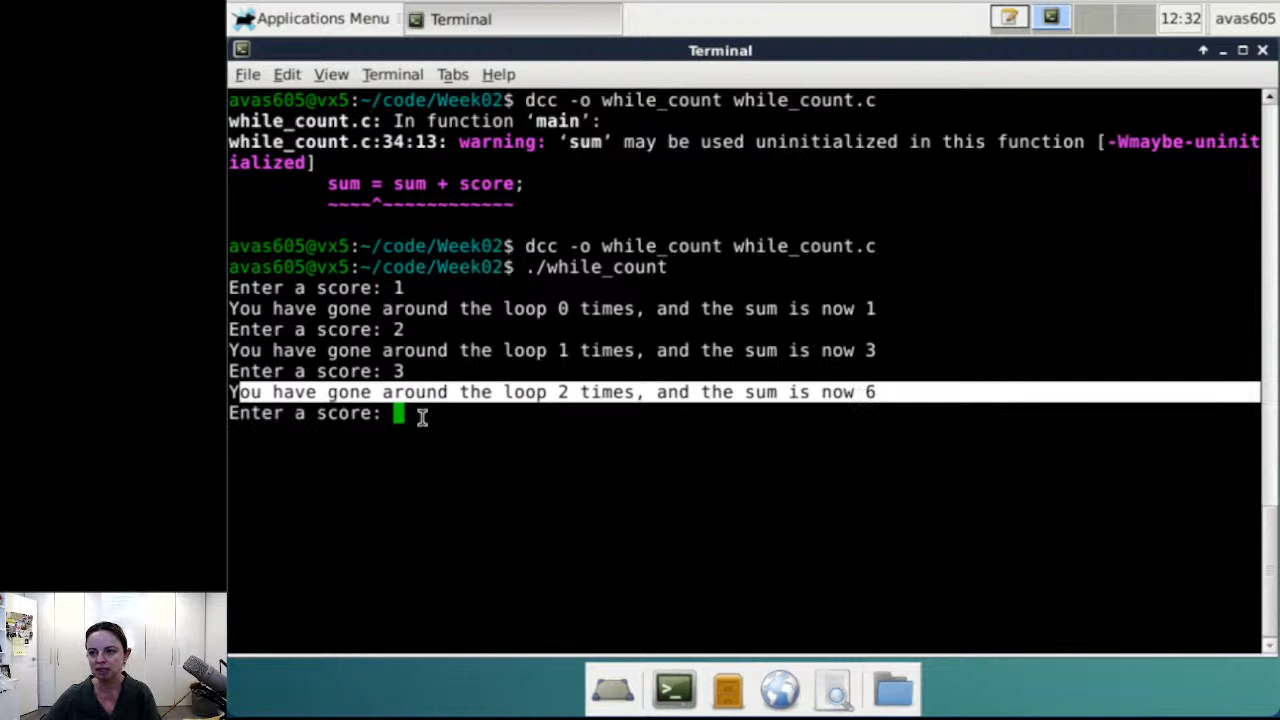 Applications Menu Terminal 12:32 avas605
Terminal
File Edit View Terminal Tabs Help
avas605@vx5:~/code/Week02$ dcc -o while_count while_count.c
while_count.c: In function ‘main’:
while_count.c:34:13: warning: ‘sum’ may be used uninitialized in this function [-Wmaybe-uninit
ialized]
sum = sum + score;
~~~~^~~~~~~~~~~~~
avas605@vx5:~/code/Week02$ dcc -o while_count while_count.c
avas605@vx5:~/code/Week02$ ./while_count
Enter a score: 1
You have gone around the loop 0 times, and the sum is now 1
Enter a score: 2
You have gone around the loop 1 times, and the sum is now 3
Enter a score: 3
You have gone around the loop 2 times, and the sum is now 6
Enter a score: